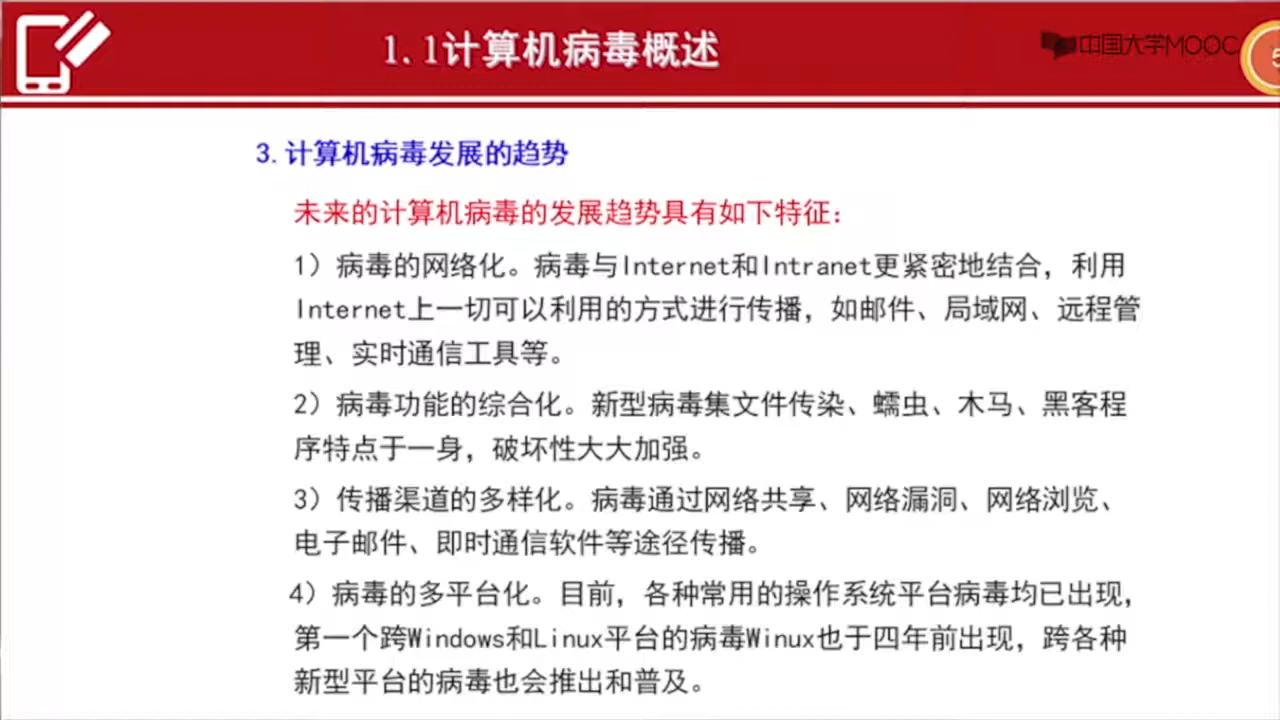 1.1计算机病毒概述
中国大学MOOC
5
3.计算机病毒发展的趋势
未来的计算机病毒的发展趋势具有如下特征：
1）病毒的网络化。病毒与Internet和Intranet更紧密地结合，利用
Internet上一切可以利用的方式进行传播，如邮件、局域网、远程管
理、实时通信工具等。
2）病毒功能的综合化。新型病毒集文件传染、蠕虫、木马、黑客程
序特点于一身，破坏性大大加强。
3）传播渠道的多样化。病毒通过网络共享、网络漏洞、网络浏览、
电子邮件、即时通信软件等途径传播。
4）病毒的多平台化。目前，各种常用的操作系统平台病毒均已出现，
第一个跨Windows和Linux平台的病毒Winux也于四年前出现，跨各种
新型平台的病毒也会推出和普及。